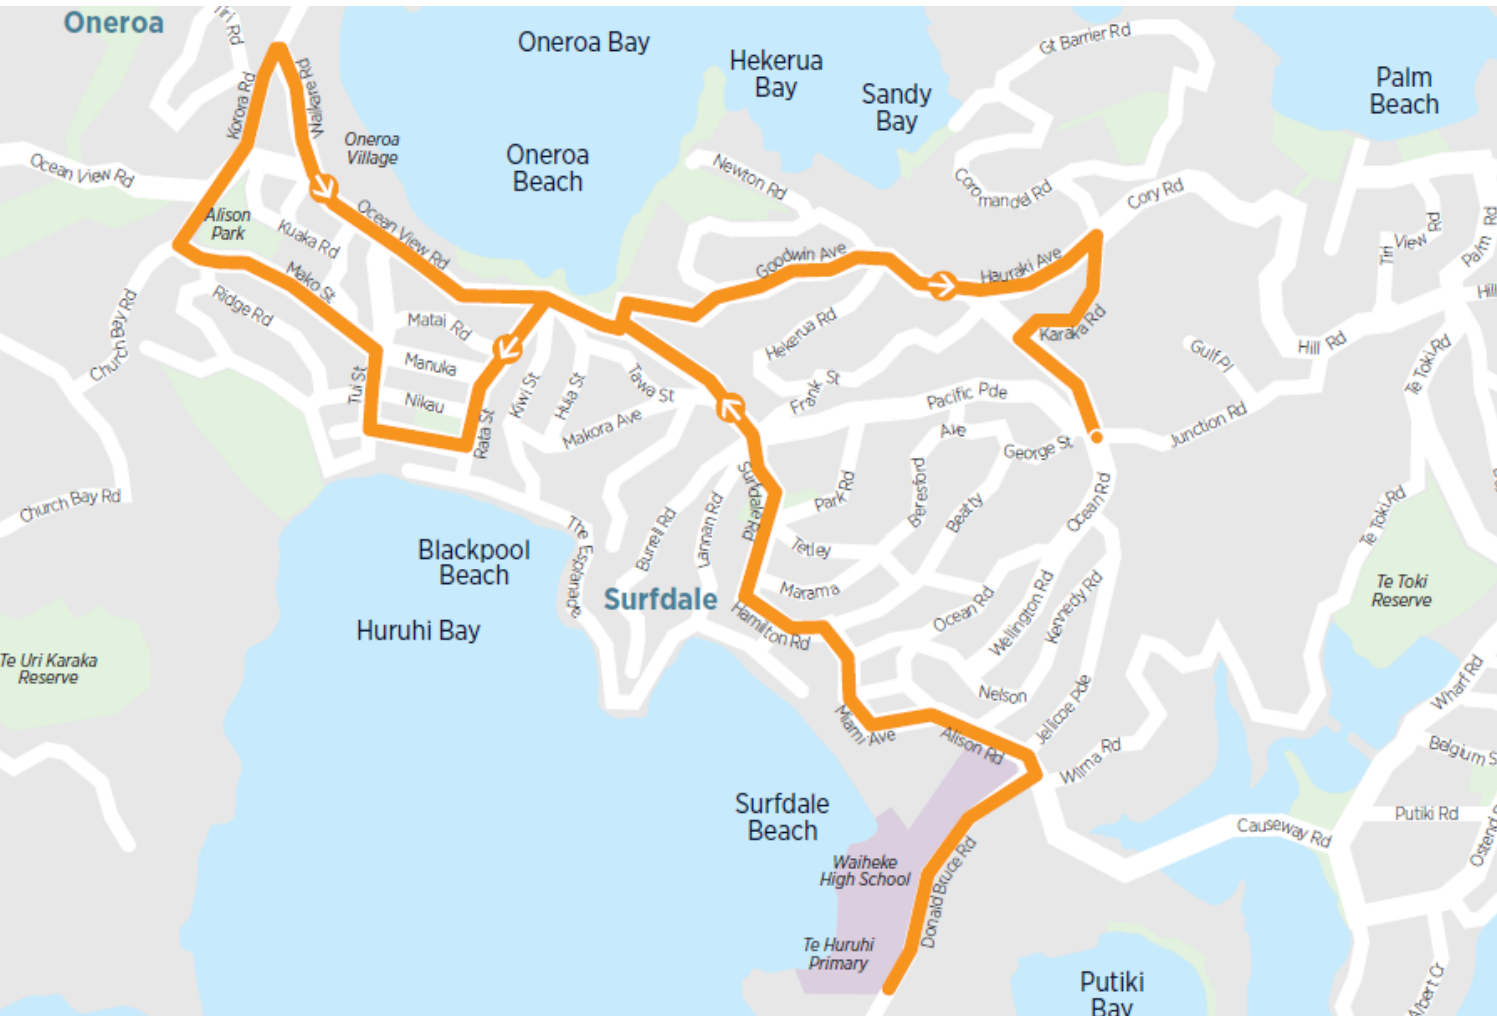 Oneroa
Oneroa Bay
Hekerua
Bay
Sandy
Bay
Gt Barrier Rd
Palm
Beach
Korora Rd
Waikare Rd
Oneroa
Village
Oneroa
Beach
Newton Rd
Coromandel Rd
Cory Rd
Ocean View Rd
Alison
Park
Kuaka Rd
Ocean View Rd
Goodwin Ave
Hauraki Ave
Tiri
View
Rd
Palm Rd
Mako St
Ridge Rd
Church Bay Rd
Matai Rd
Manuka
Nikau
Tui St
Rata St
Kiwi St
Huia St
Tawa St
Makora Ave
Hekerua Rd
Frank St
Karaka Rd
Gulf Pl
Hill Rd
Hill
Te Toki Rd
Pacific Pde
Ave
Beresford
George St
Junction Rd
Church Bay Rd
Surfdale Rd
Park Rd
Beatty
Ocean Rd
Te Toki Rd
Burrell Rd
Lannan Rd
Tetley
Marama
The Esplanade
Blackpool
Beach
Surfdale
Huruhi Bay
Hamilton Rd
Ocean Rd
Wellington Rd
Kennedy Rd
Te Toki
Reserve
Te Uri Karaka
Reserve
Nelson
Jellicoe Pde
Wharf Rd
Miami Ave
Alison Rd
Wilma Rd
Belgium S
Surfdale
Beach
Causeway Rd
Putiki Rd
Ostend
Waiheke
High School
Donald Bruce Rd
Te Huruhi
Primary
Putiki
Bay
Albert Cr